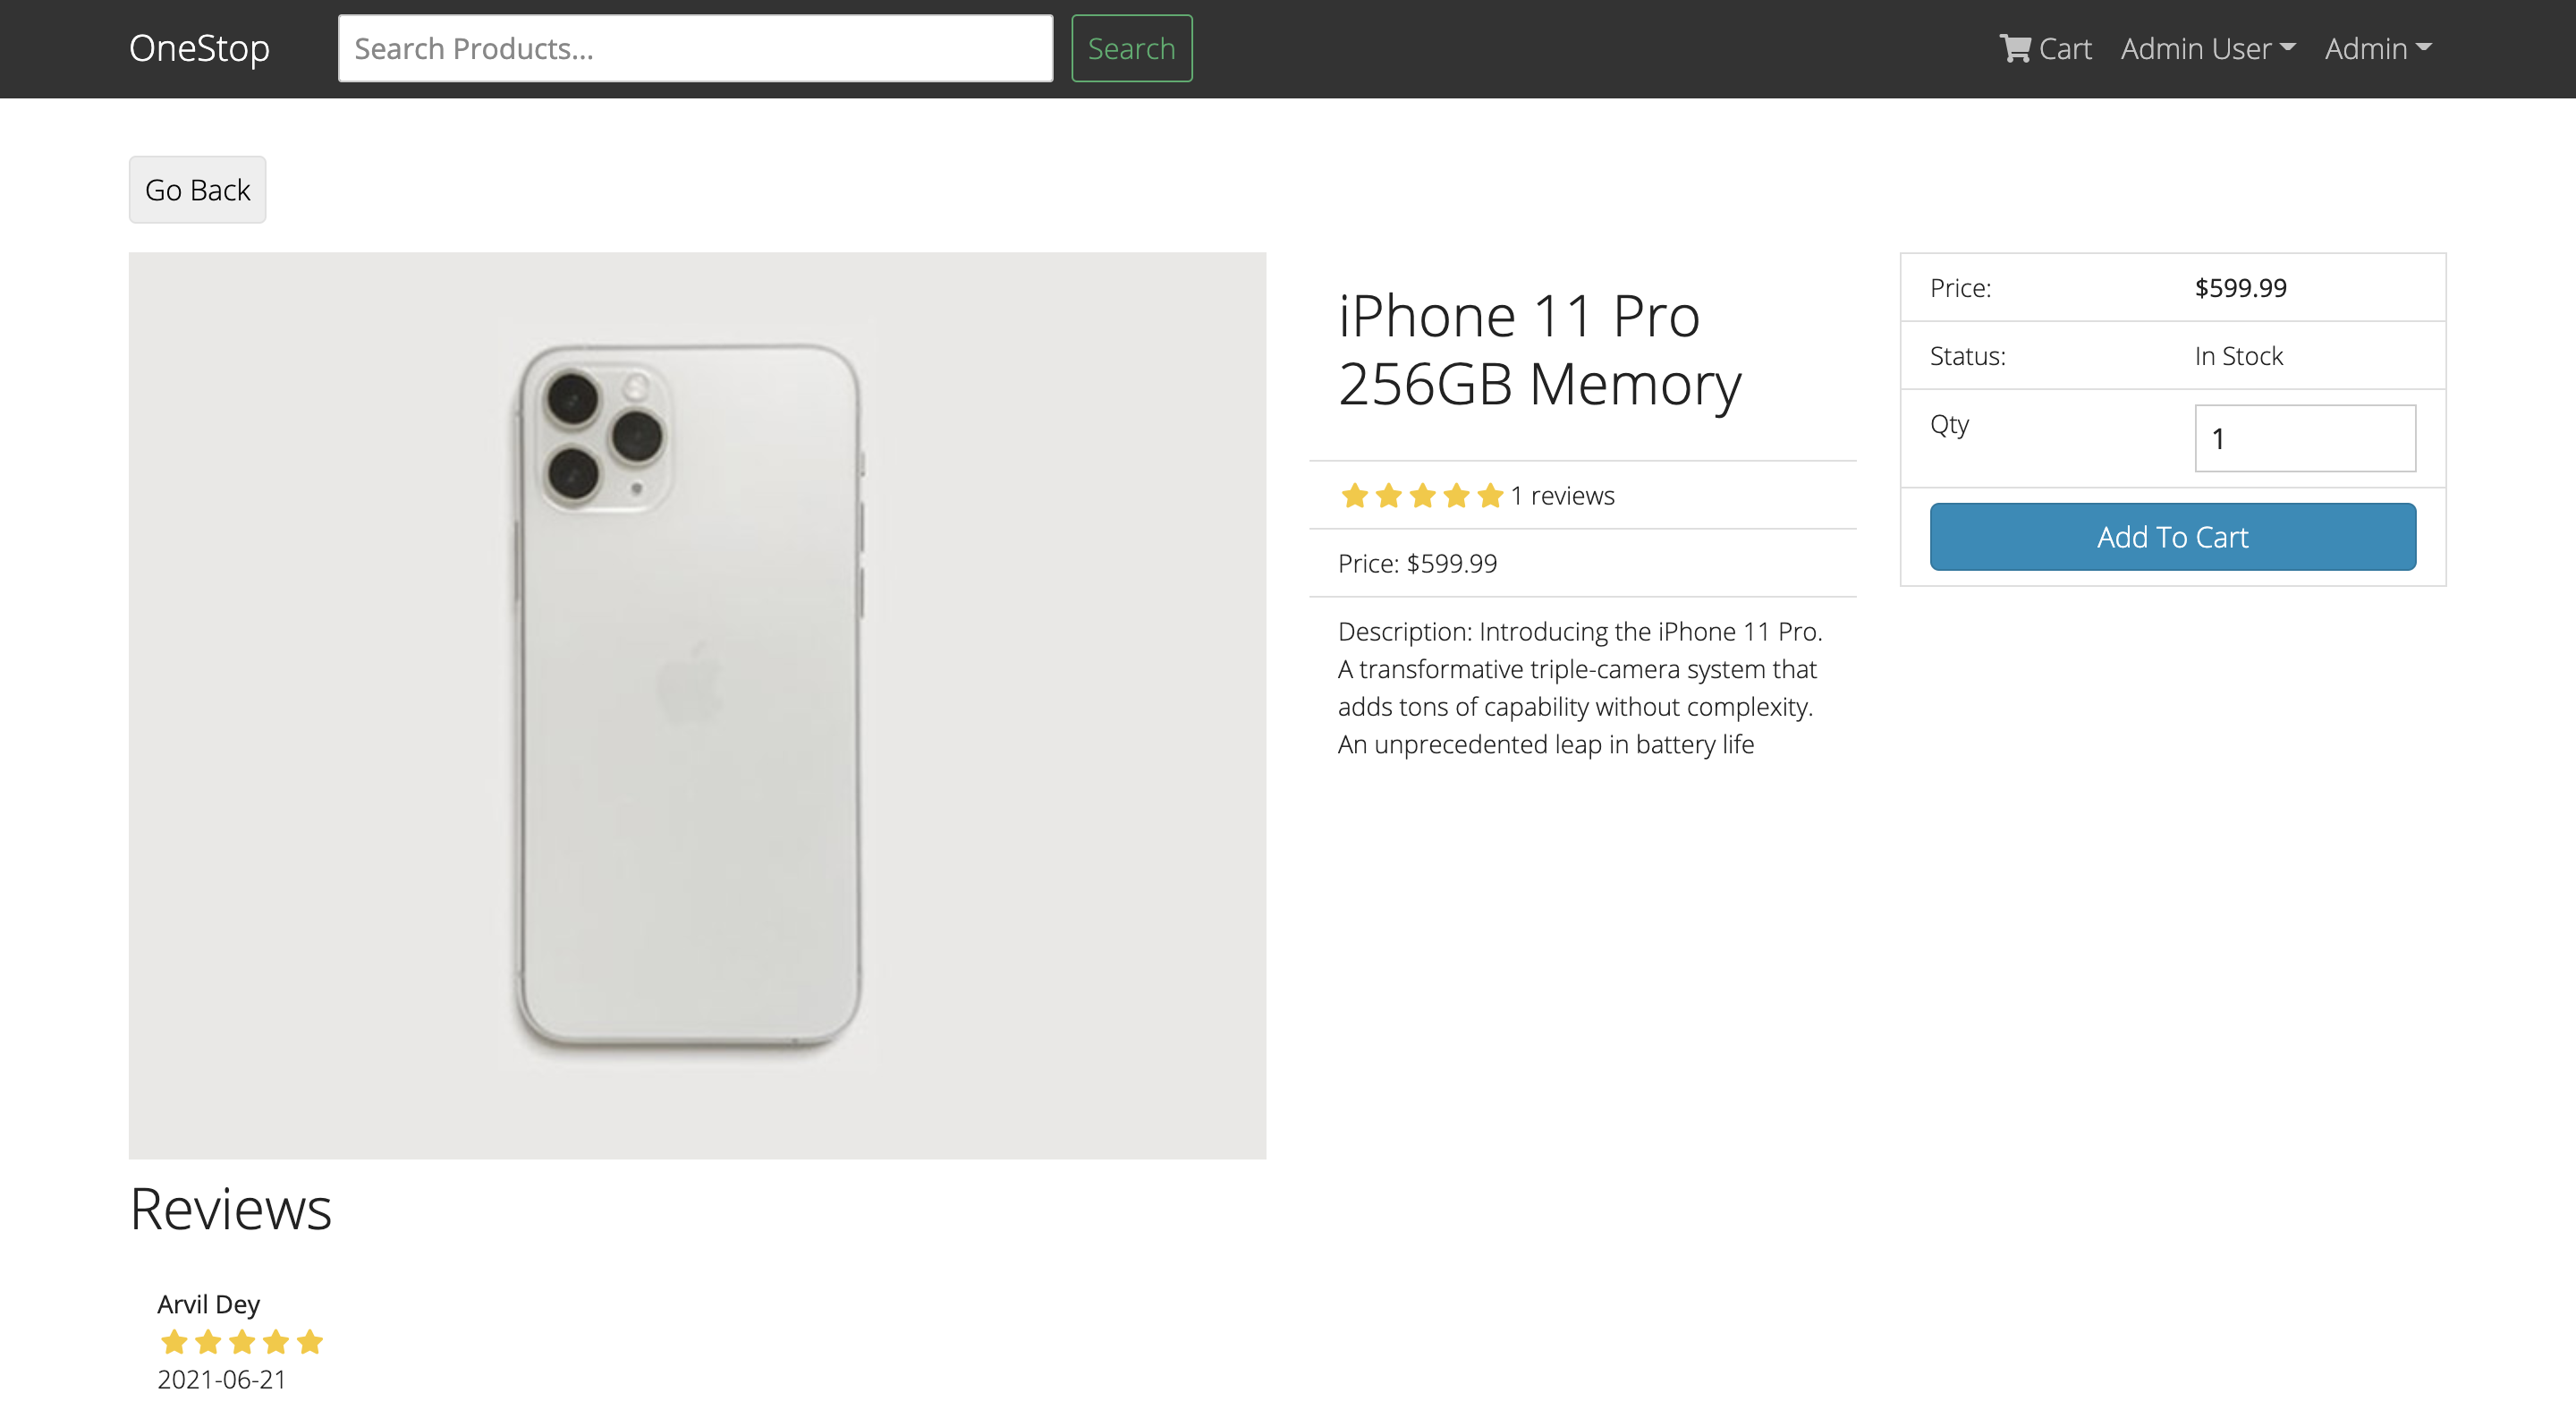 OneStop
Search Products...
Search
Cart
Admin User
Admin
Go Back
iPhone 11 Pro
256GB Memory
1 reviews
Price: $599.99
Description: Introducing the iPhone 11 Pro.
A transformative triple-camera system that
adds tons of capability without complexity.
An unprecedented leap in battery life
Price: $599.99
Status: In Stock
Qty 1
Add To Cart
Reviews
Arvil Dey
2021-06-21